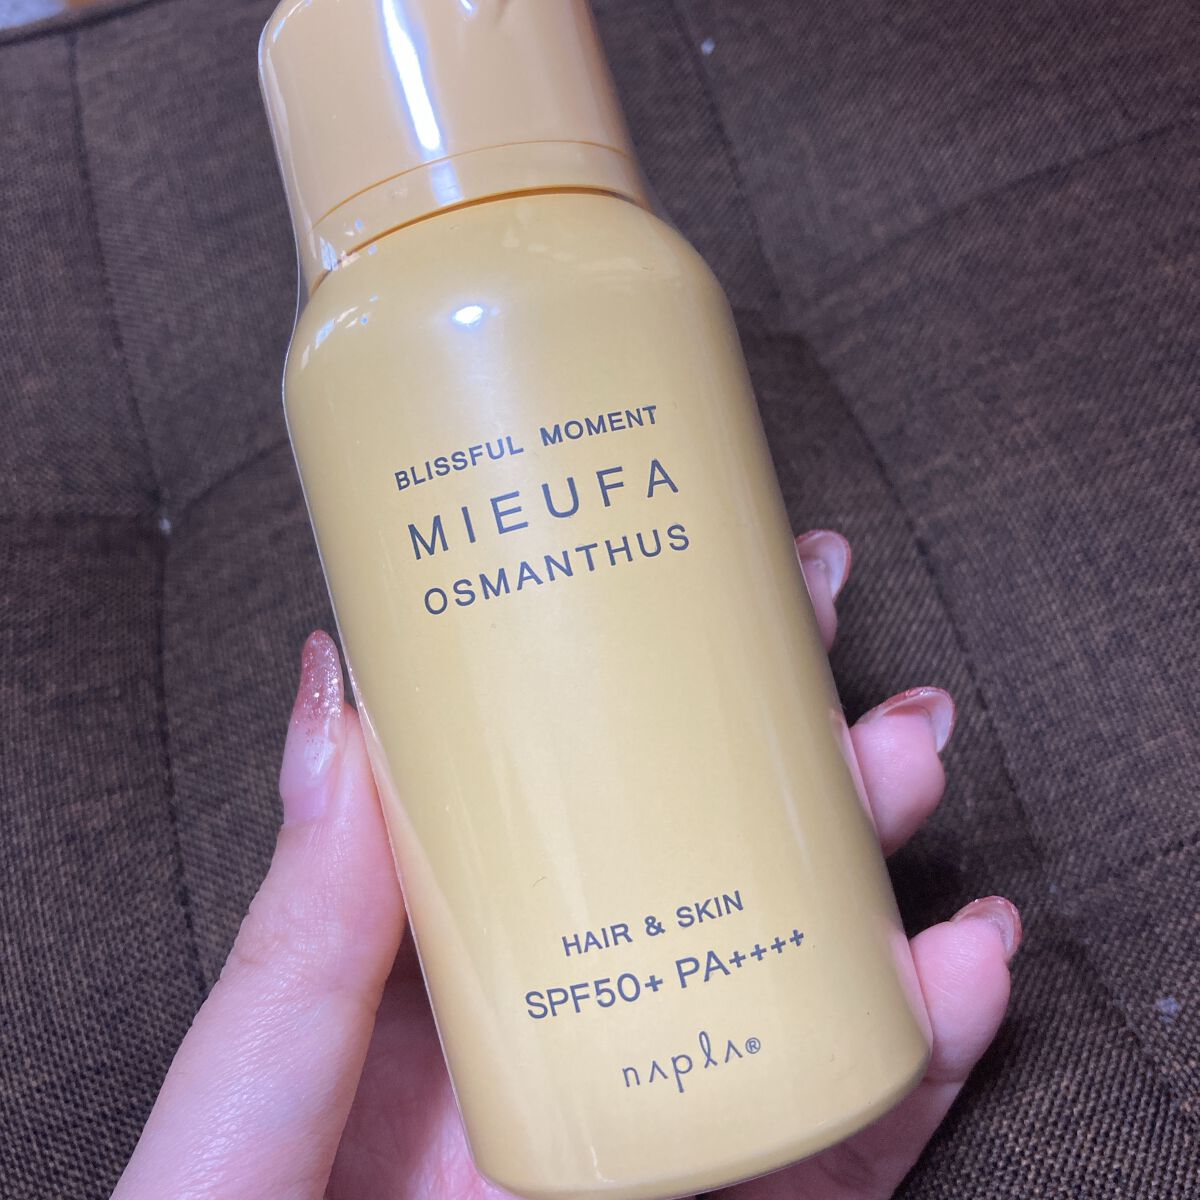 BLISSFUL MOMENT
MIEUFA
OSMANTHUS
HAIR & SKIN
SPF50+ PA++++
napla®